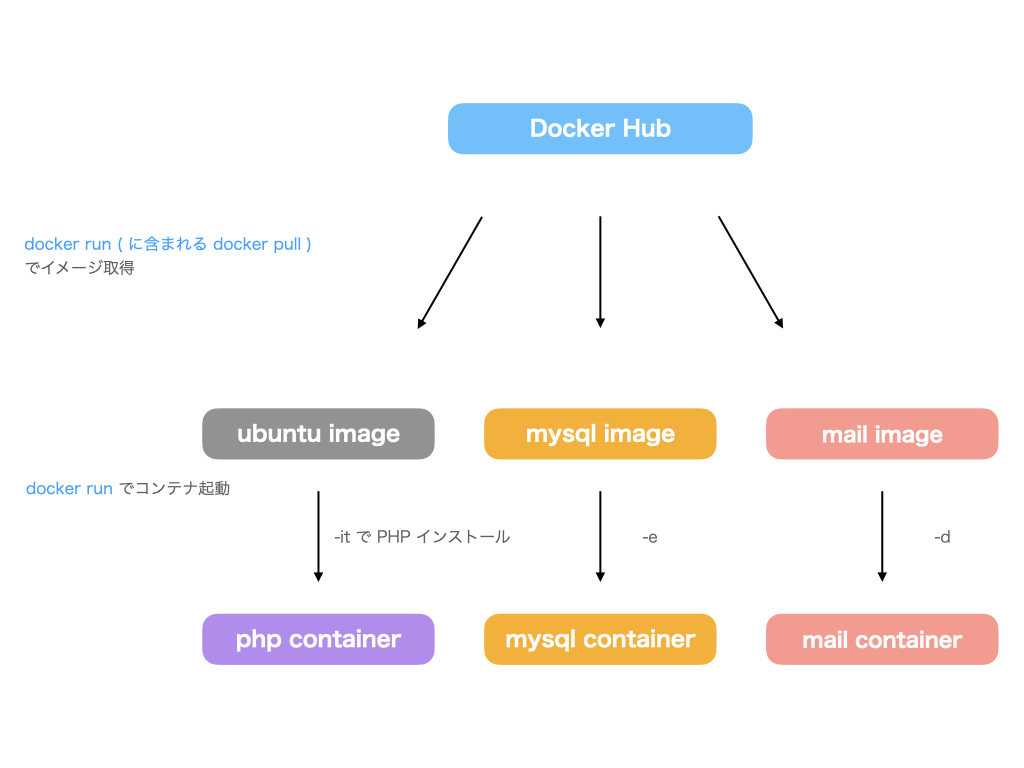 Docker Hub
docker run ( に含まれる docker pull )
でイメージ取得
ubuntu image
mysql image
mail image
docker run でコンテナ起動
-it で PHP インストール
-e
-d
php container
mysql container
mail container